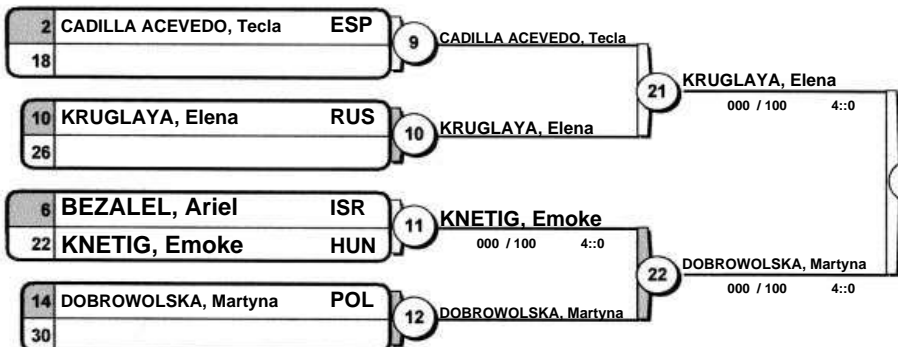 2 CADILLA ACEVEDO, Tecla ESP
18
9 CADILLA ACEVEDO, Tecla
10 KRUGLAYA, Elena RUS
26
10 KRUGLAYA, Elena
21 KRUGLAYA, Elena
000 / 100 4::0
6 BEZALEL, Ariel ISR
22 KNETIG, Emoke HUN
11 KNETIG, Emoke
000 / 100 4::0
14 DOBROWOLSKA, Martyna POL
30
12 DOBROWOLSKA, Martyna
22 DOBROWOLSKA, Martyna
000 / 100 4::0